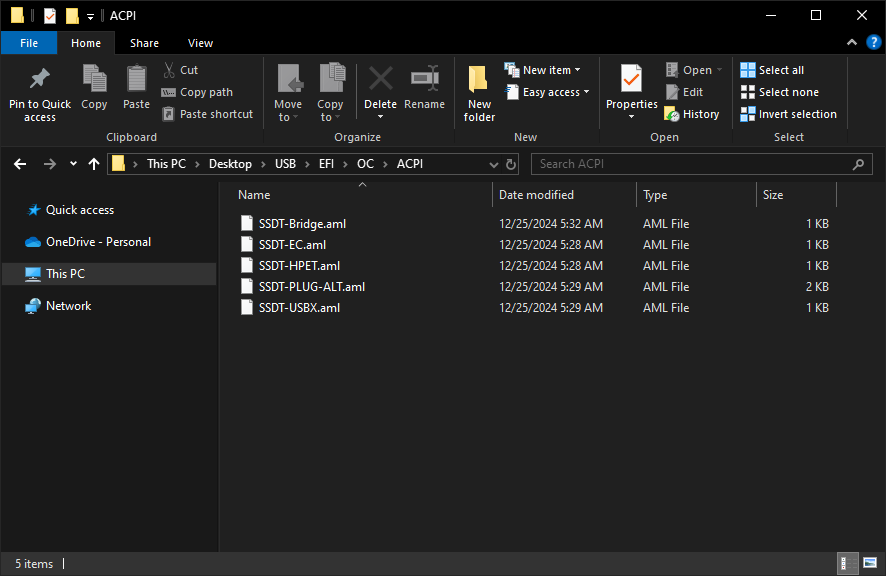 ACPI
File Home Share View
Pin to Quick access
Copy
Paste
Cut
Copy path
Paste shortcut
Clipboard
Move to
Copy to
Delete
Rename
Organize
New folder
New item
Easy access
New
Properties
Open
Edit
History
Open
Select all
Select none
Invert selection
Select
This PC > Desktop > USB > EFI > OC > ACPI
Search ACPI
Quick access
OneDrive - Personal
This PC
Network
Name Date modified Type Size
SSDT-Bridge.aml 12/25/2024 5:32 AM AML File 1 KB
SSDT-EC.aml 12/25/2024 5:28 AM AML File 1 KB
SSDT-HPET.aml 12/25/2024 5:28 AM AML File 1 KB
SSDT-PLUG-ALT.aml 12/25/2024 5:29 AM AML File 2 KB
SSDT-USBX.aml 12/25/2024 5:29 AM AML File 1 KB
5 items